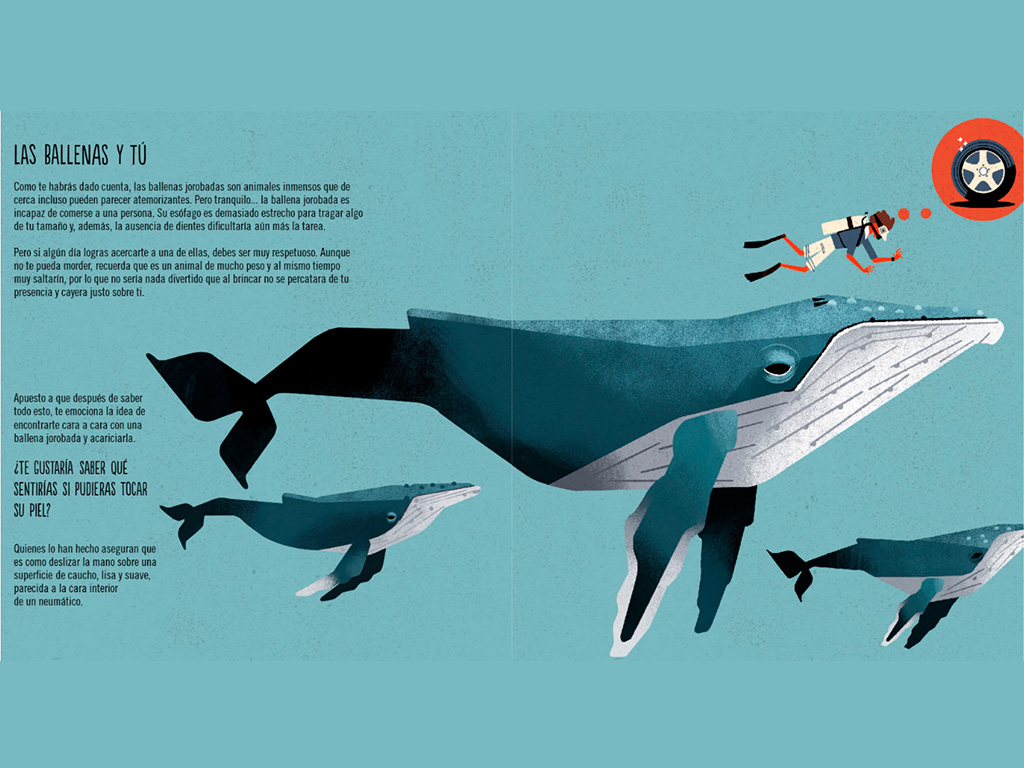 LAS BALLENAS Y TÚ
Como te habrás dado cuenta, las ballenas jorobadas son animales inmensos que de
cerca incluso pueden parecer atemorizantes. Pero tranquilo... la ballena jorobada es
incapaz de comerse a una persona. Su esófago es demasiado estrecho para tragar algo
de tu tamaño y, además, la ausencia de dientes dificultaría aún más la tarea.
Pero si algún día logras acercarte a una de ellas, debes ser muy respetuoso. Aunque
no te pueda morder, recuerda que es un animal de mucho peso y al mismo tiempo
muy saltarín, por lo que no sería nada divertido que al brincar no se percatara de tu
presencia y cayera justo sobre ti.
Apuesto a que después de saber
todo esto, te emociona la idea de
encontrarte cara a cara con una
ballena jorobada y acariciarla.
¿TE GUSTARÍA SABER QUÉ
SENTIRÍAS SI PUDIERAS TOCAR
SU PIEL?
Quienes lo han hecho aseguran que
es como deslizar la mano sobre una
superficie de caucho, lisa y suave,
parecida a la cara interior
de un neumático.